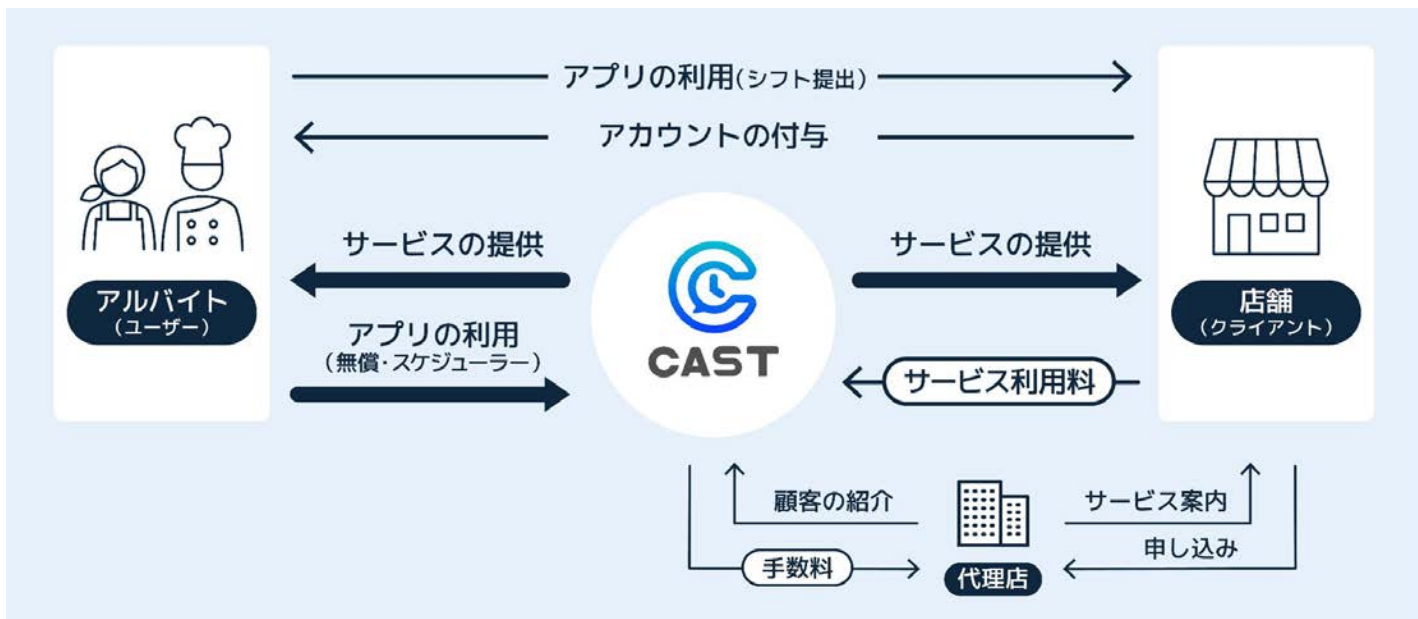 アプリの利用(シフト提出)
アカウントの付与
サービスの提供
サービスの提供
アルバイト
(ユーザー)
店舗
(クライアント)
アプリの利用
(無償・スケジューラー)
CAST
サービス利用料
顧客の紹介
サービス案内
申し込み
手数料
代理店